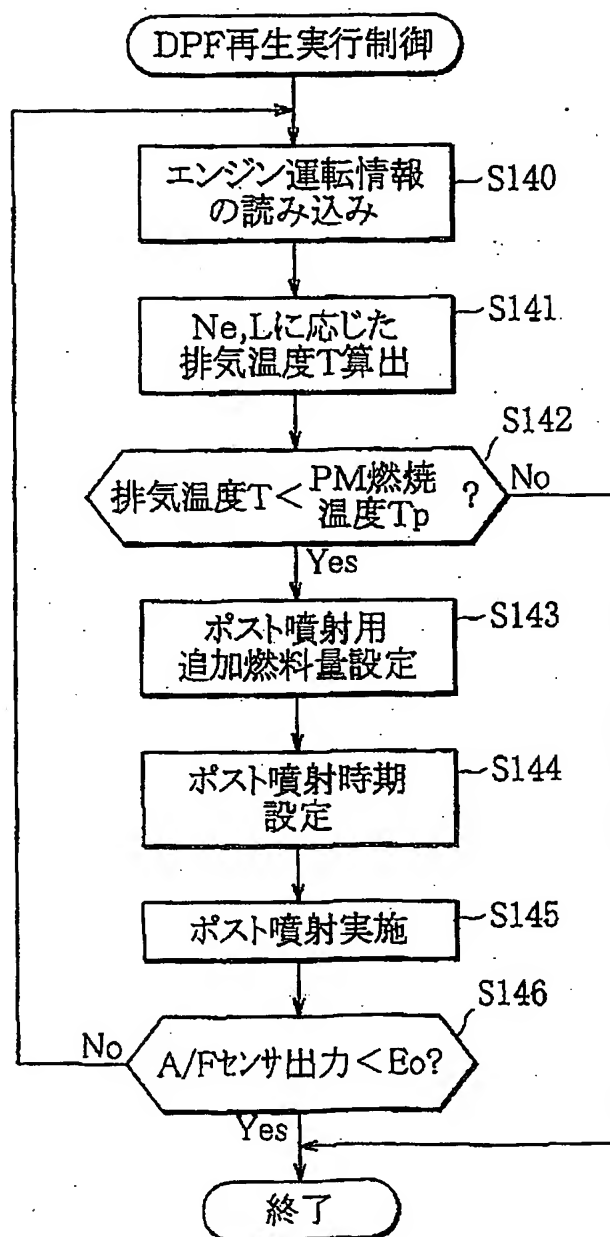 DPF再生実行制御
エンジン運転情報
の読み込み
S140
Ne,Lに応じた
排気温度T算出
S141
S142
排気温度T<PM燃焼温度Tp ?
No
Yes
ポスト噴射用
追加燃料量設定
S143
ポスト噴射時期
設定
S144
ポスト噴射実施
S145
S146
No
A/Fセンサ出力<Eo?
Yes
終了